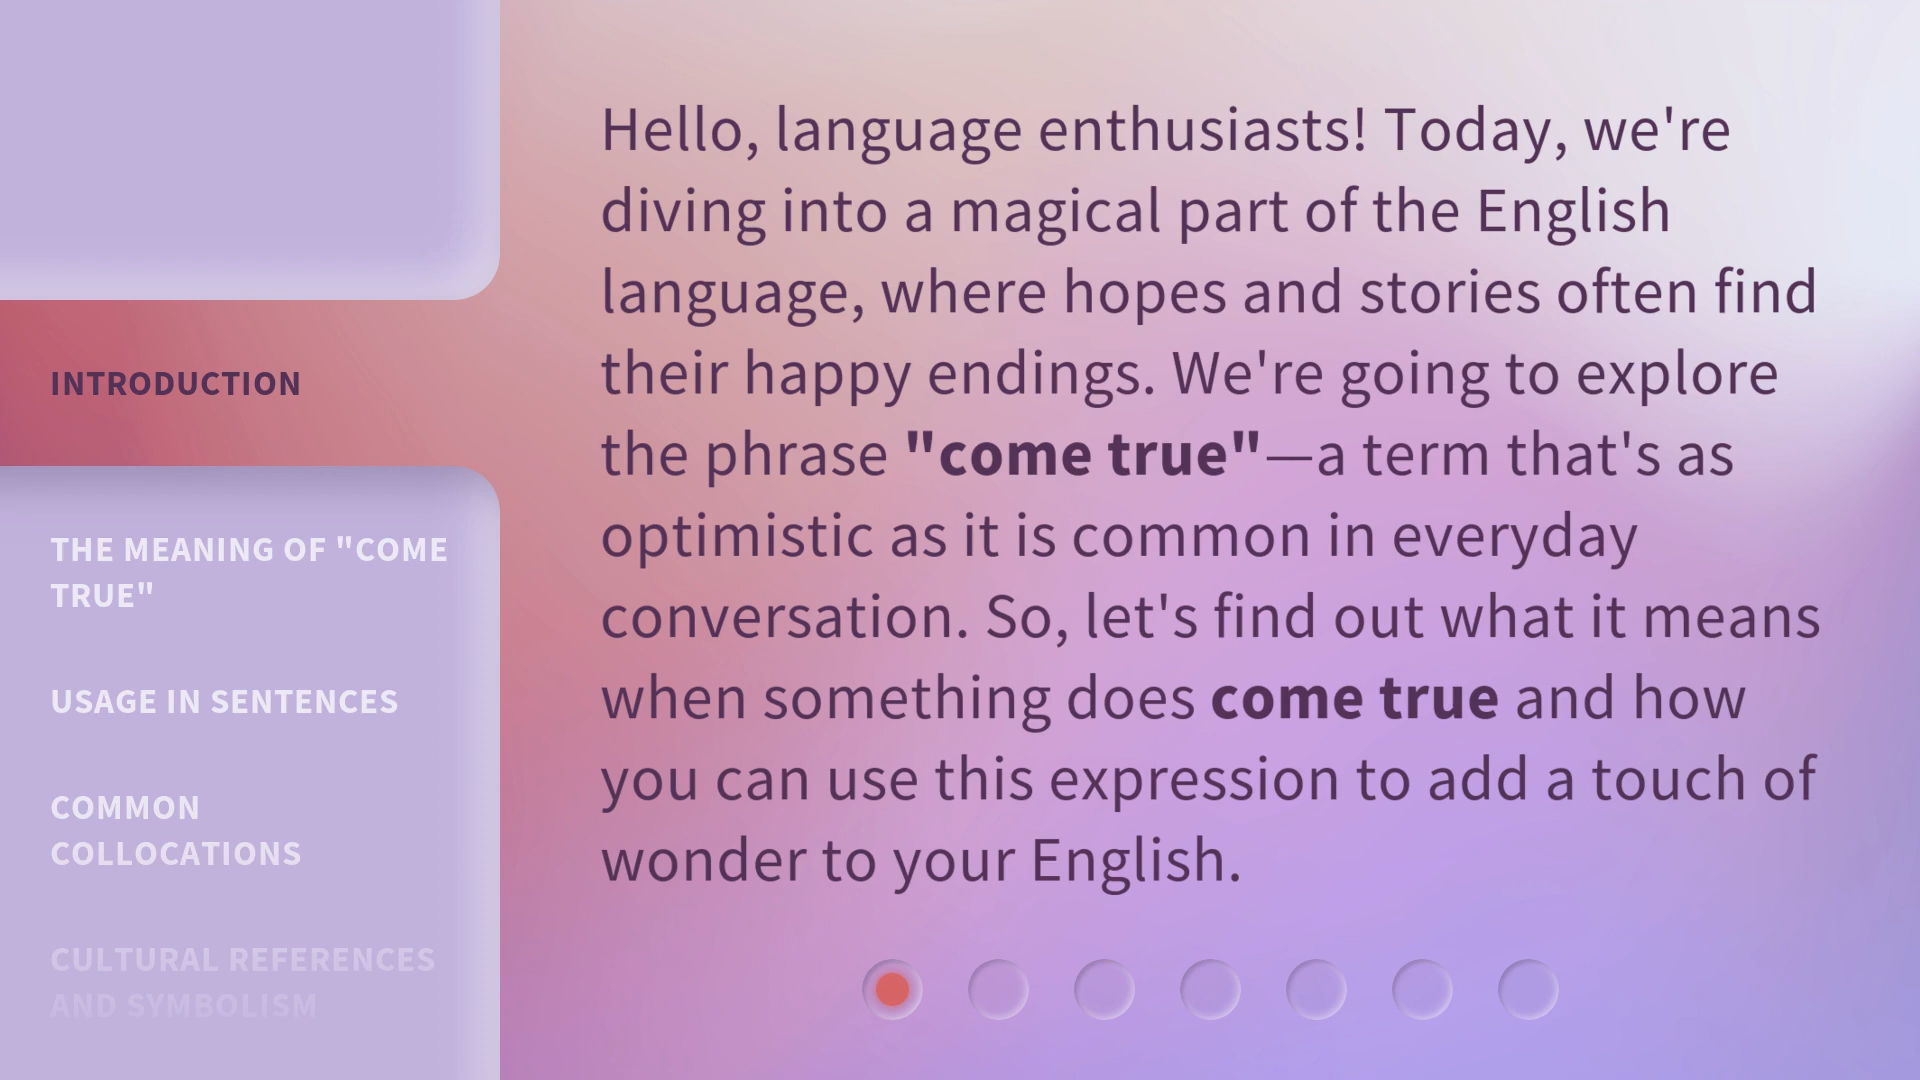 INTRODUCTION
THE MEANING OF "COME
TRUE"
USAGE IN SENTENCES
COMMON
COLLOCATIONS
CULTURAL REFERENCES
AND SYMBOLISM
Hello, language enthusiasts! Today, we're
diving into a magical part of the English
language, where hopes and stories often find
their happy endings. We're going to explore
the phrase "come true"—a term that's as
optimistic as it is common in everyday
conversation. So, let's find out what it means
when something does come true and how
you can use this expression to add a touch of
wonder to your English.